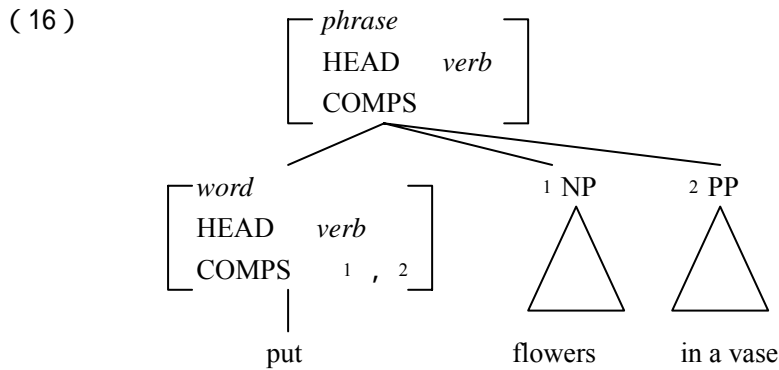 (16)
phrase
HEAD verb
COMPS
word
HEAD verb
COMPS 1 , 2
1 NP
2 PP
put
flowers
in a vase